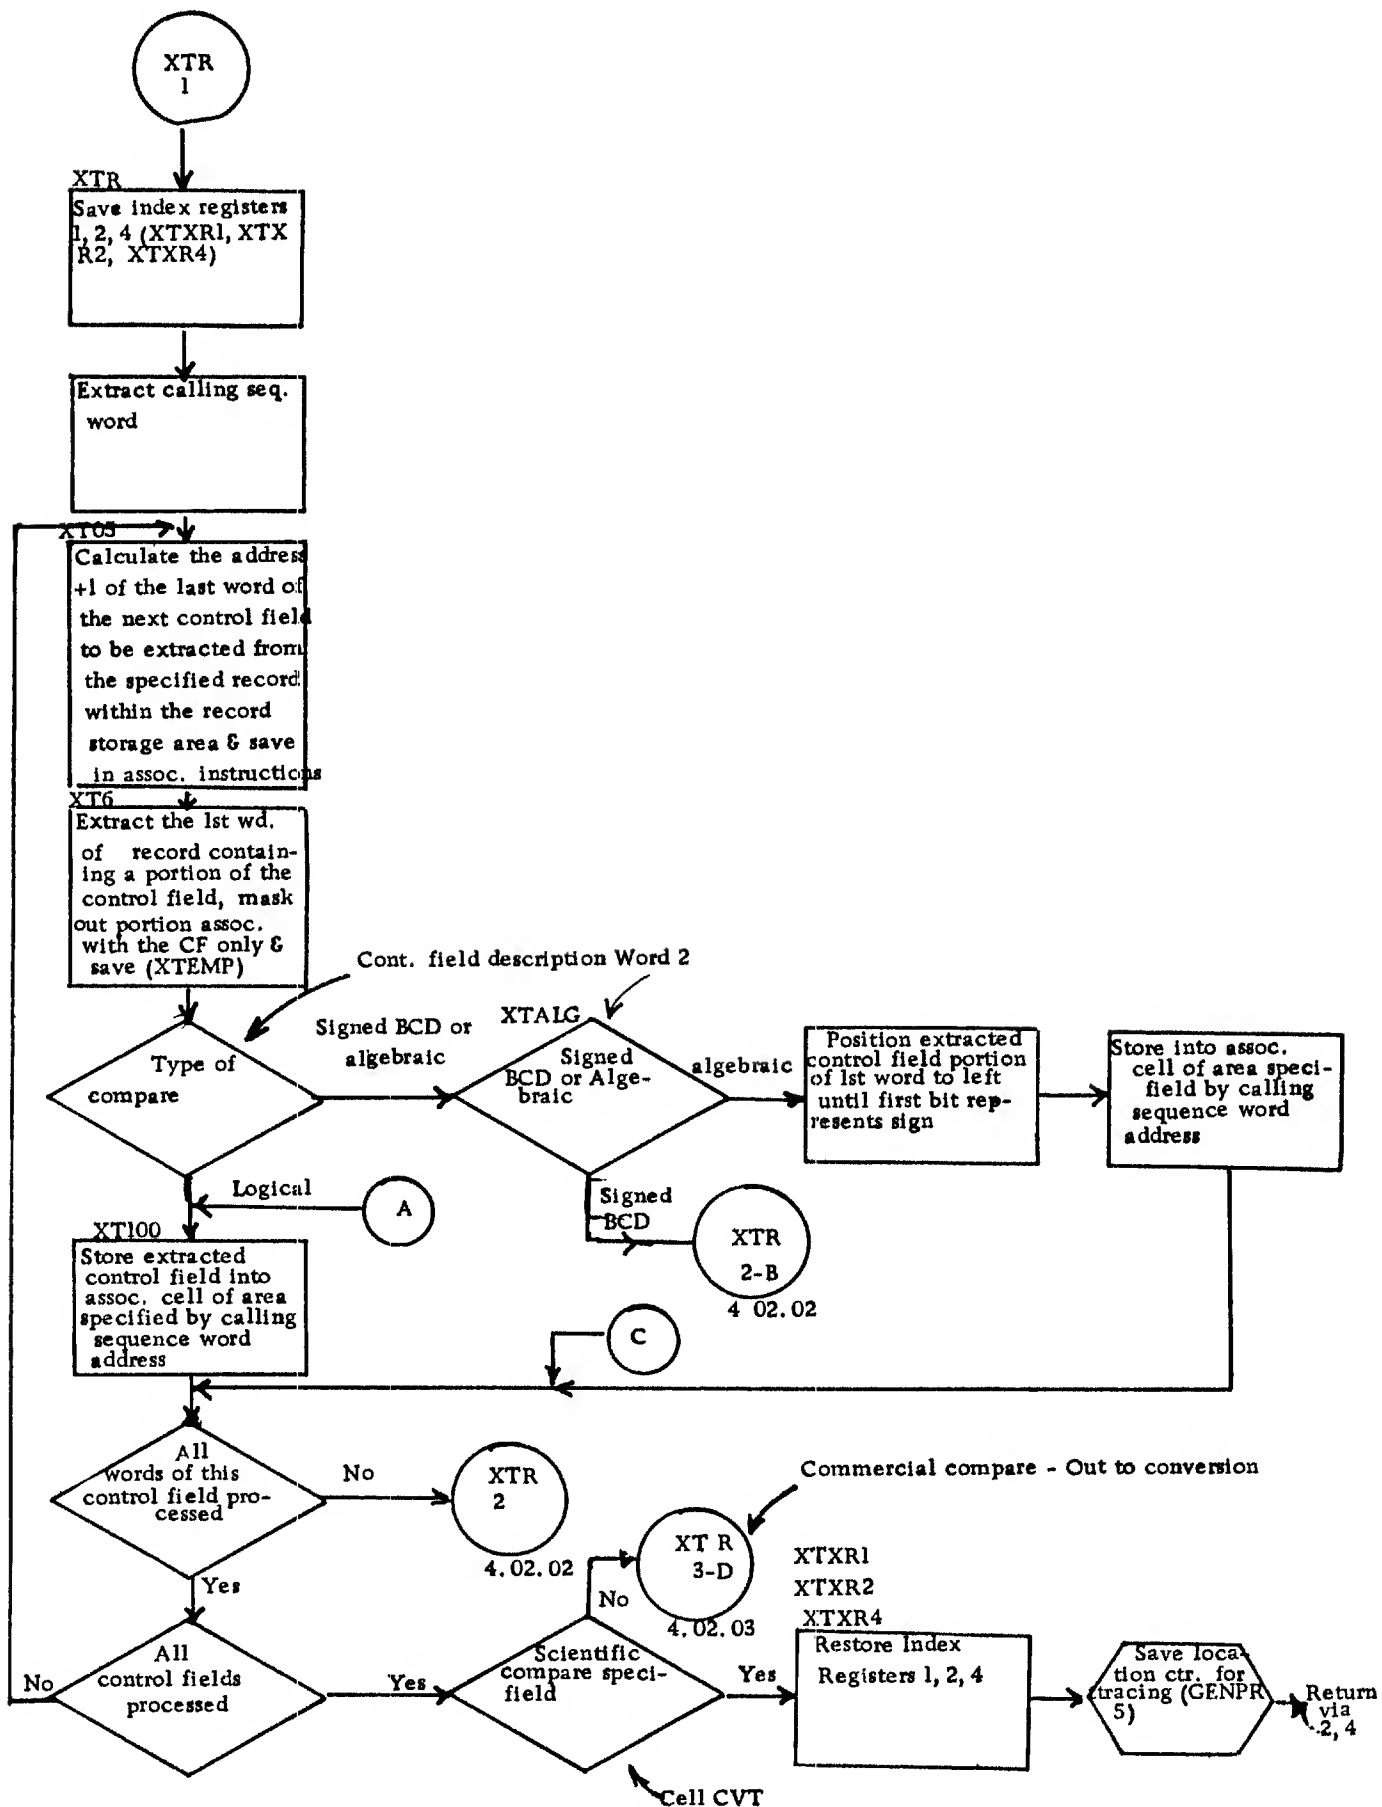 XTR
1
XTR
Save index registers
1, 2, 4 (XTXR1, XTX
R2, XTXR4)
Extract calling seq.
word
XT05
Calculate the address
+1 of the last word of
the next control field
to be extracted from
the specified record
within the record
storage area & save
in assoc. instructions
XT6
Extract the 1st wd.
of record contain-
ing a portion of the
control field, mask
out portion assoc.
with the CF only &
save (XTEMP)
Cont. field description Word 2
Type of
compare
Signed BCD or
algebraic
XTALG
Signed
BCD or Alge-
braic
algebraic
Position extracted
control field portion
of 1st word to left
until first bit rep-
resents sign
Store into assoc.
cell of area speci-
field by calling
sequence word
address
Logical
A
Signed
BCD
XTR
2-B
4 02.02
XT100
Store extracted
control field into
assoc. cell of area
specified by calling
sequence word
address
C
All
words of this
control field pro-
cessed
No
XTR
2
4.02.02
Commercial compare - Out to conversion
XT R
3-D
4.02.03
Yes
No
All
control fields
processed
No
Yes
Scientific
compare speci-
field
Yes
XTXR1
XTXR2
XTXR4
Restore Index
Registers 1, 2, 4
Save loca-
tion ctr. for
tracing (GENPR
5)
Return
via
2, 4
Cell CVT